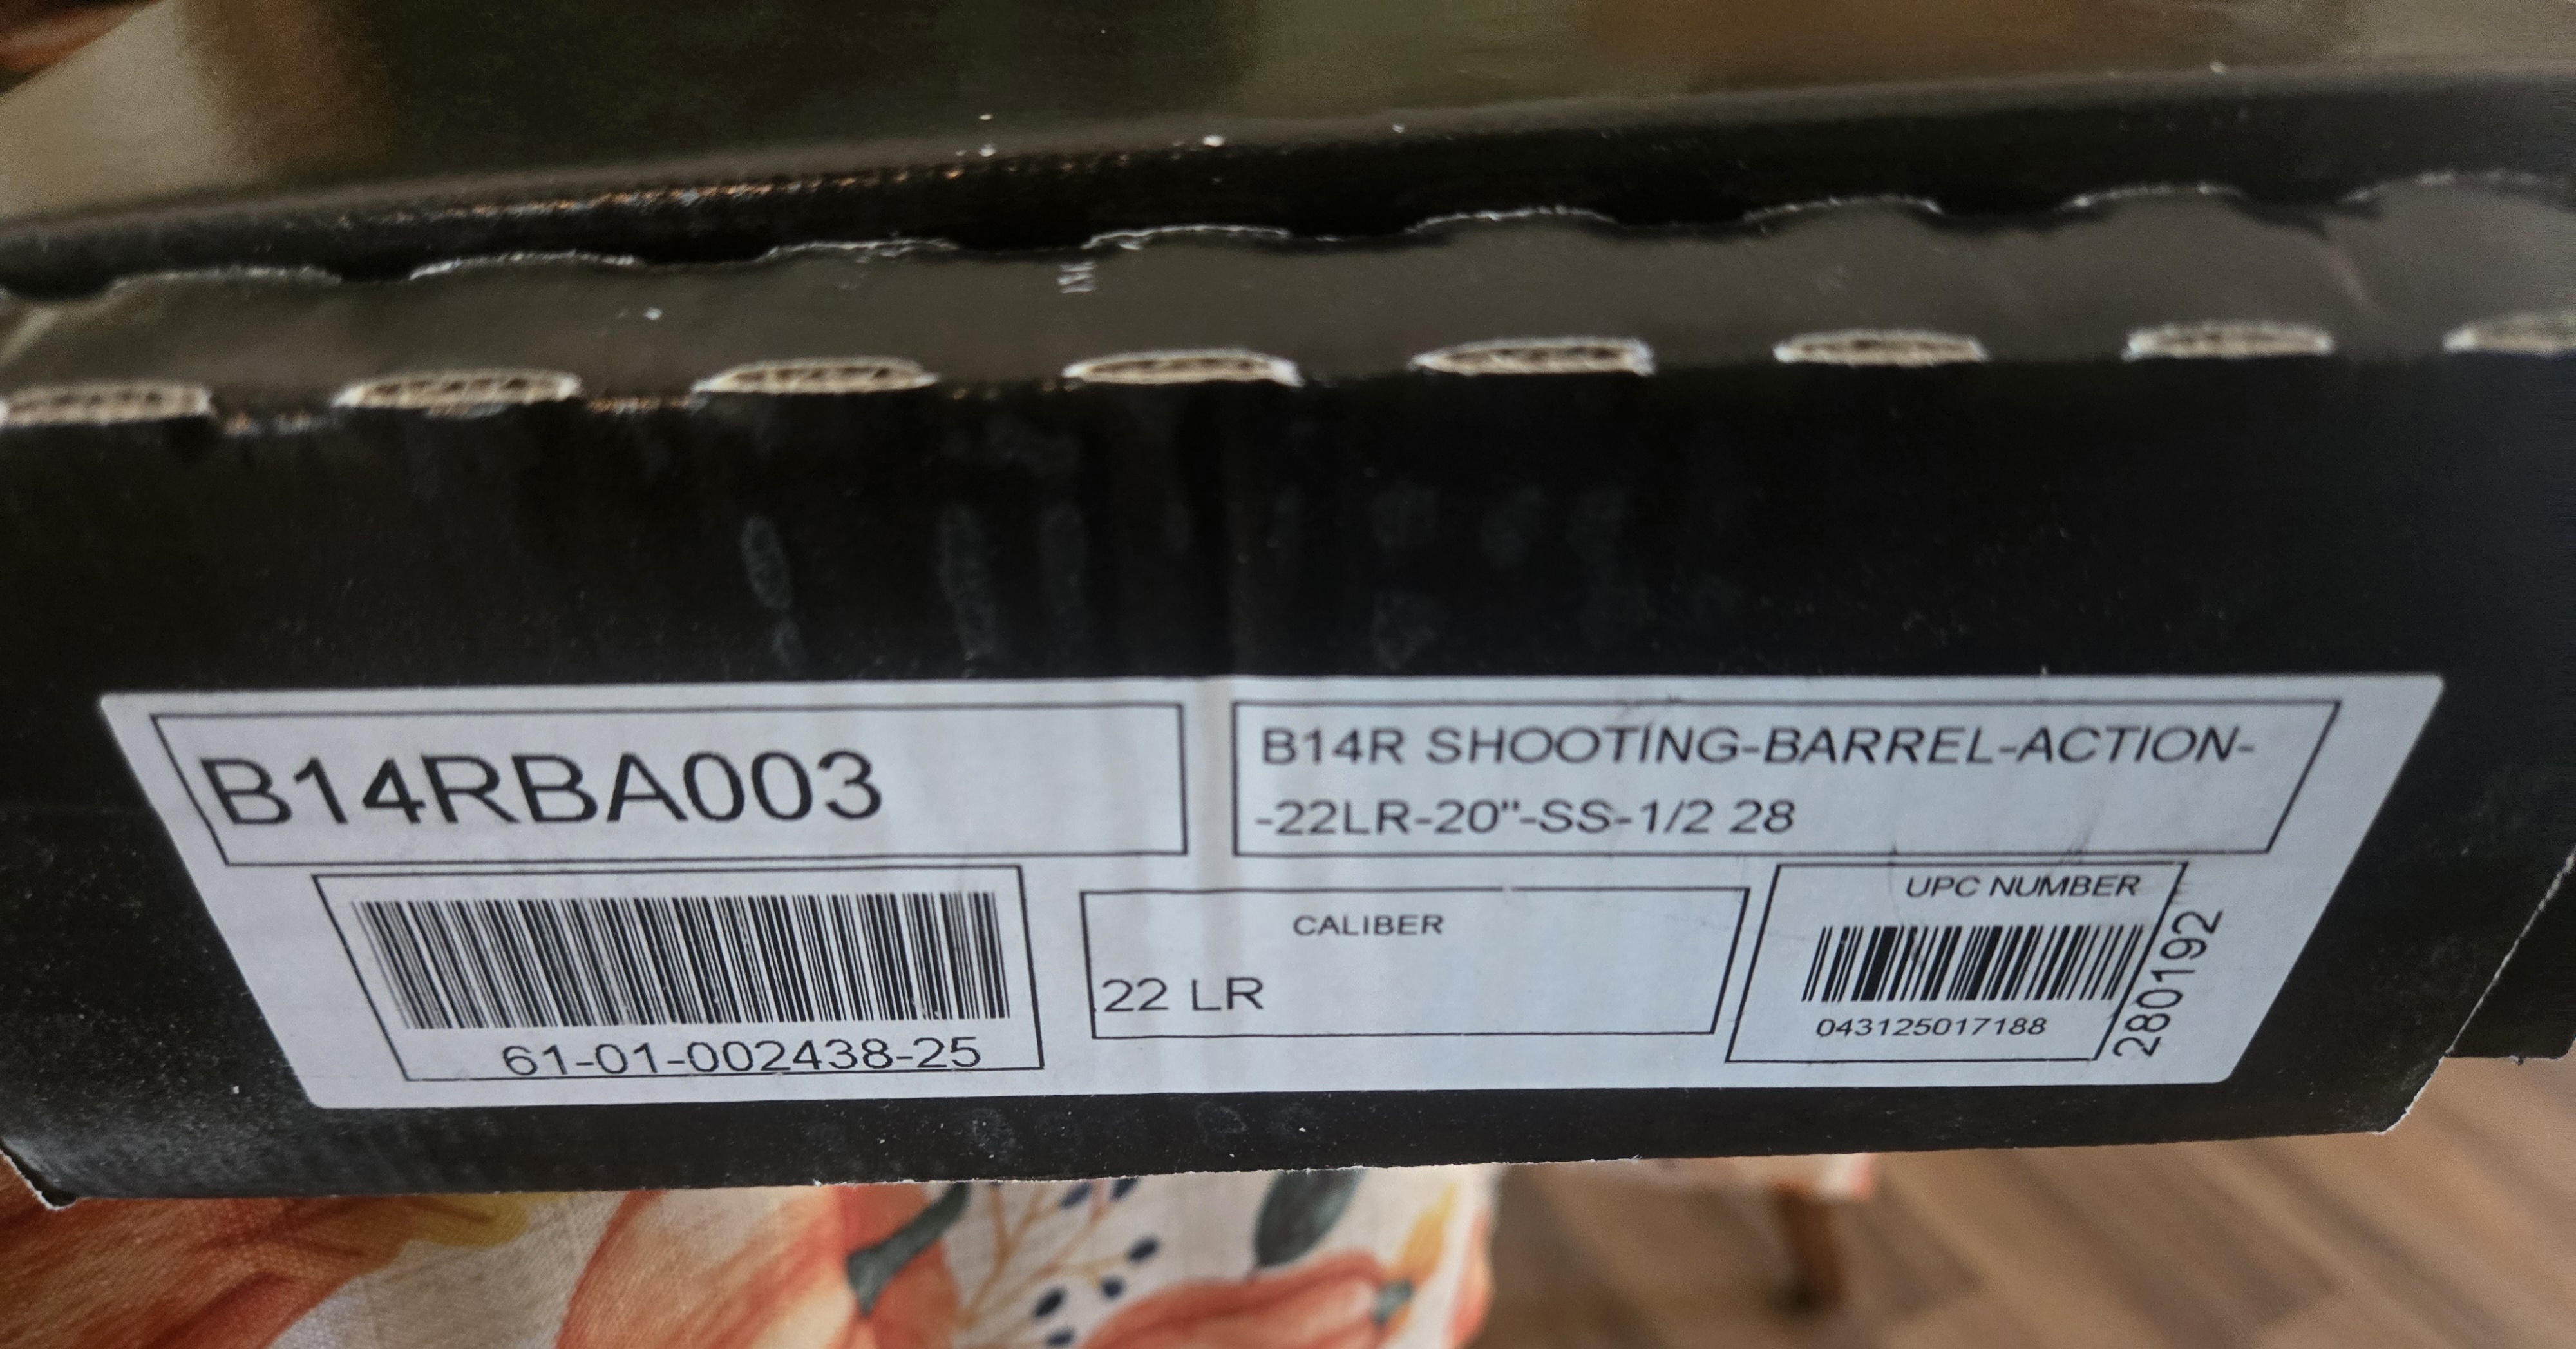 B14RBA003
B14R SHOOTING-BARREL-ACTION-
-22LR-20"-SS-1/2 28
61-01-002438-25
CALIBER
22 LR
UPC NUMBER
043125017188
280192